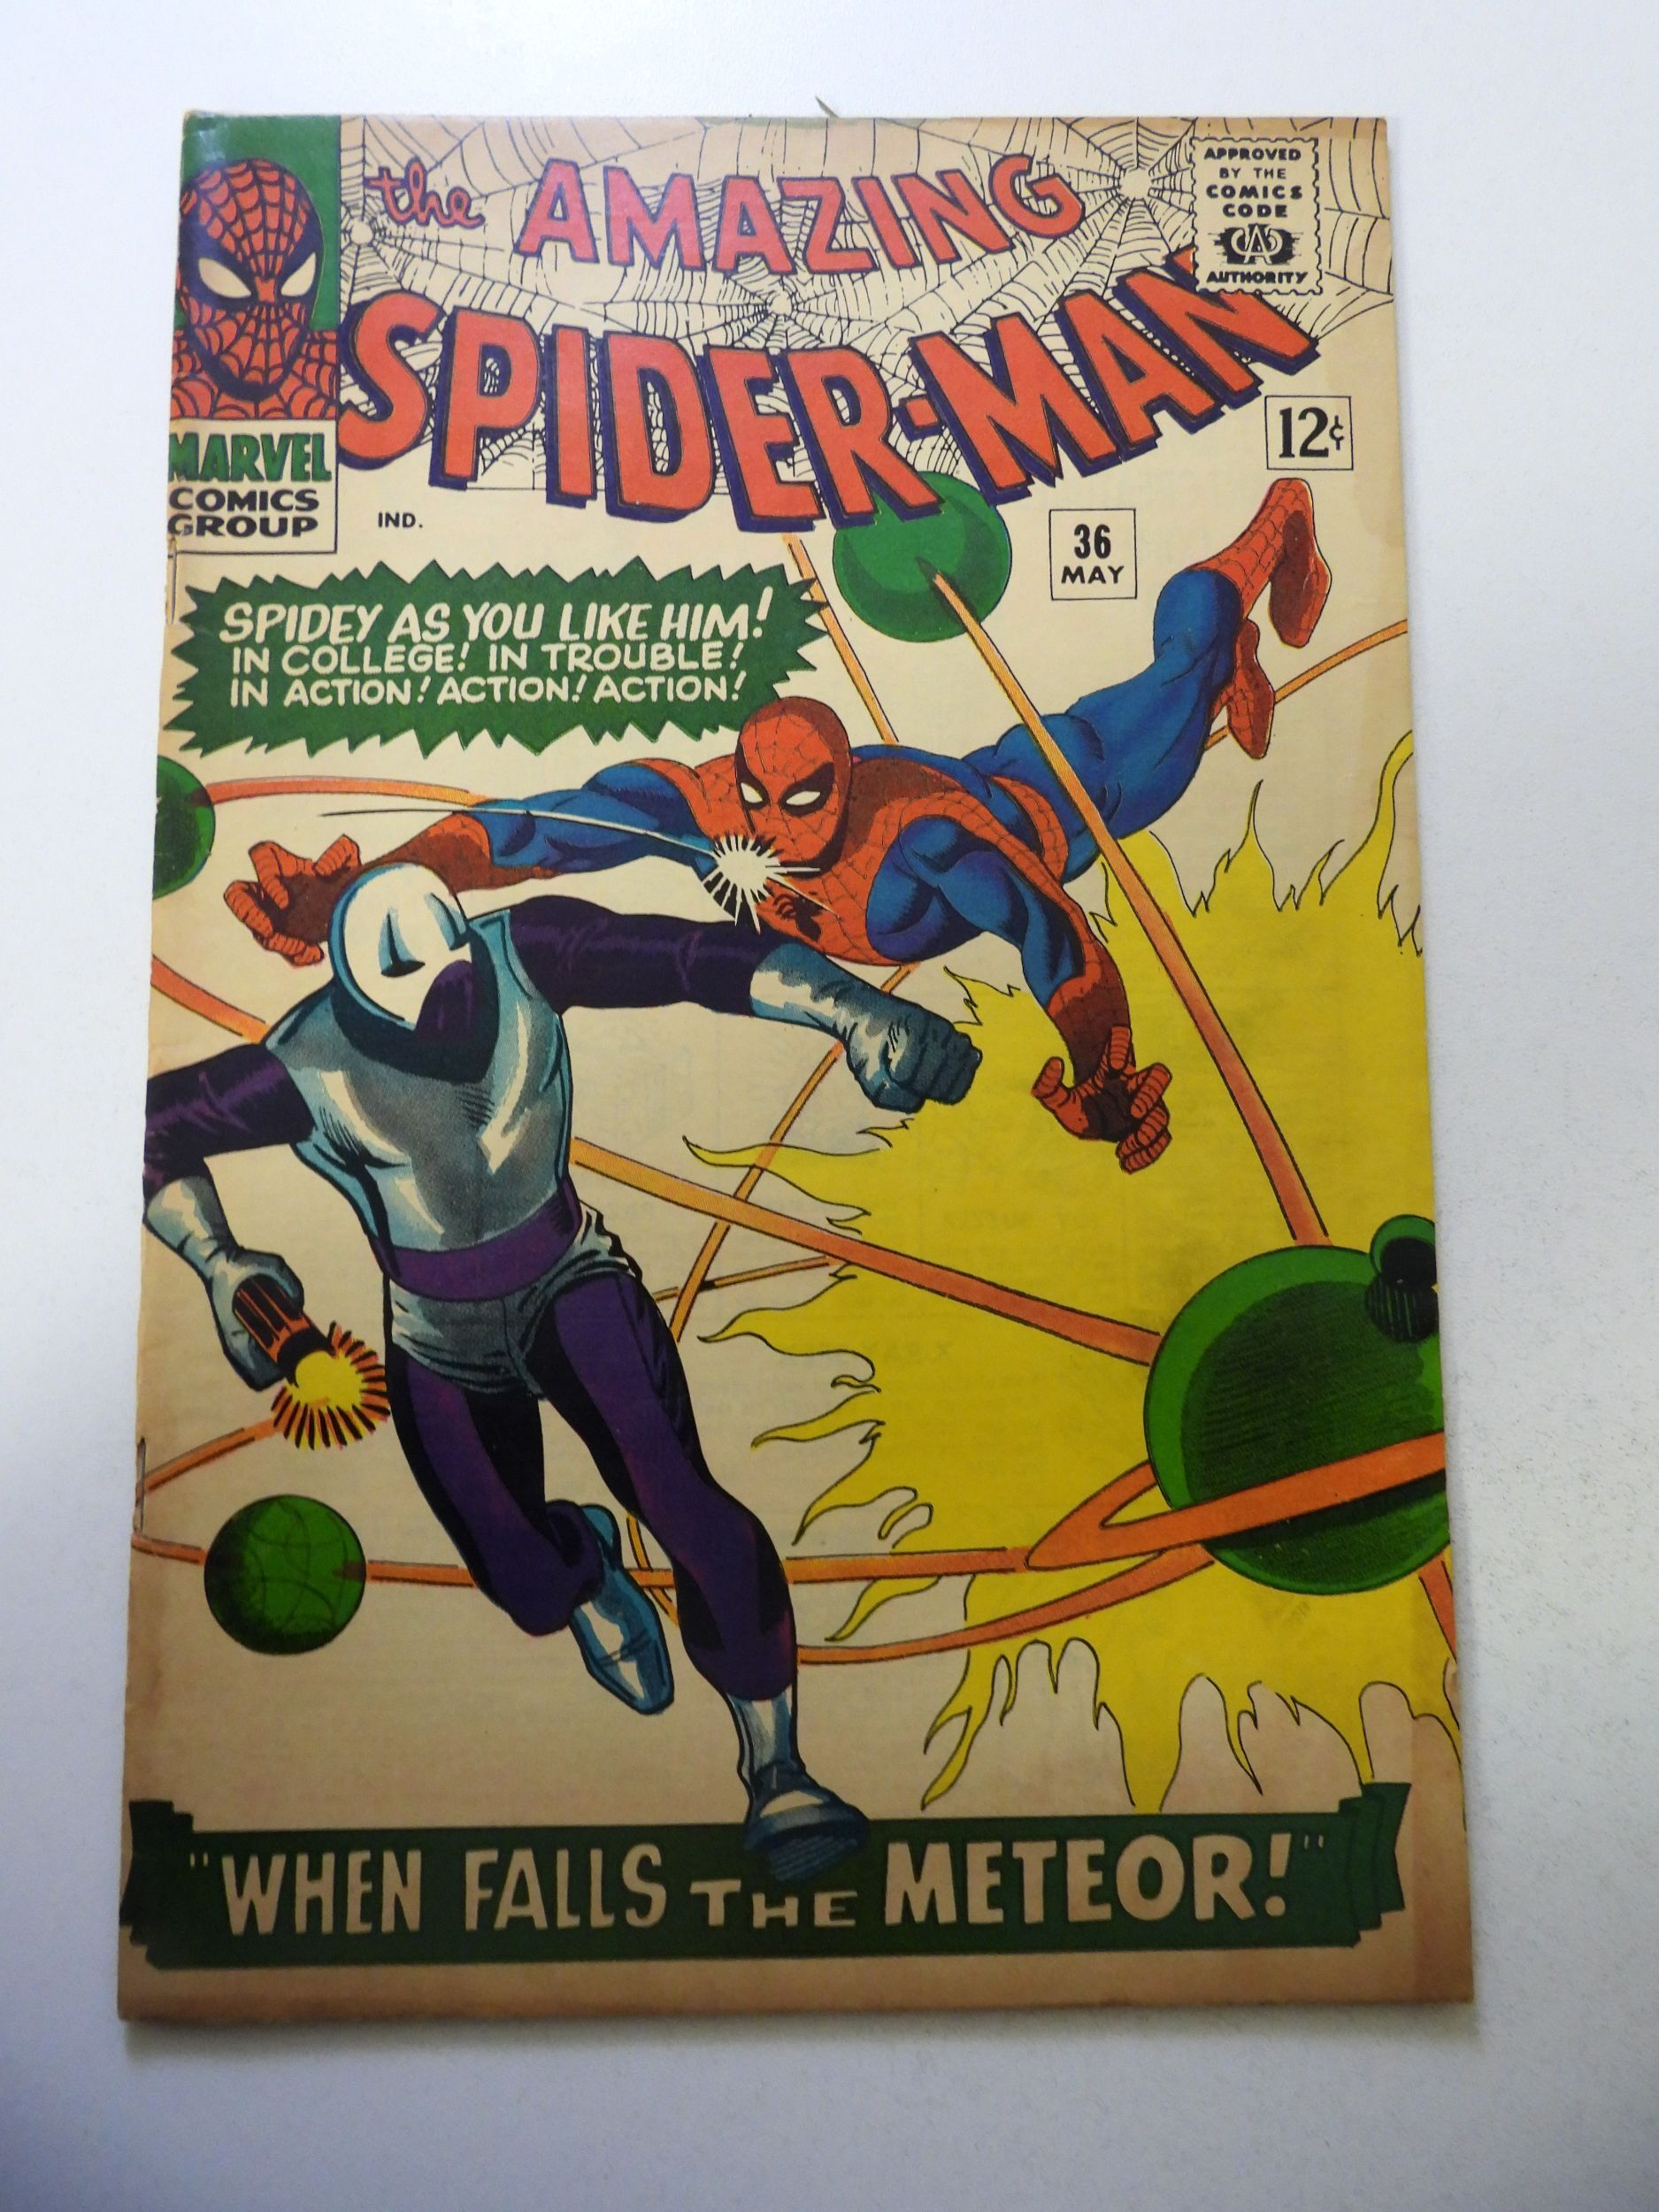 the AMAZING
SPIDER-MAN
APPROVED
BY THE
COMICS
CODE
CA
AUTHORITY
MARVEL
COMICS
GROUP
IND.
12¢
36
MAY
SPIDEY AS YOU LIKE HIM!
IN COLLEGE! IN TROUBLE!
IN ACTION! ACTION! ACTION!
"WHEN FALLS THE METEOR!"